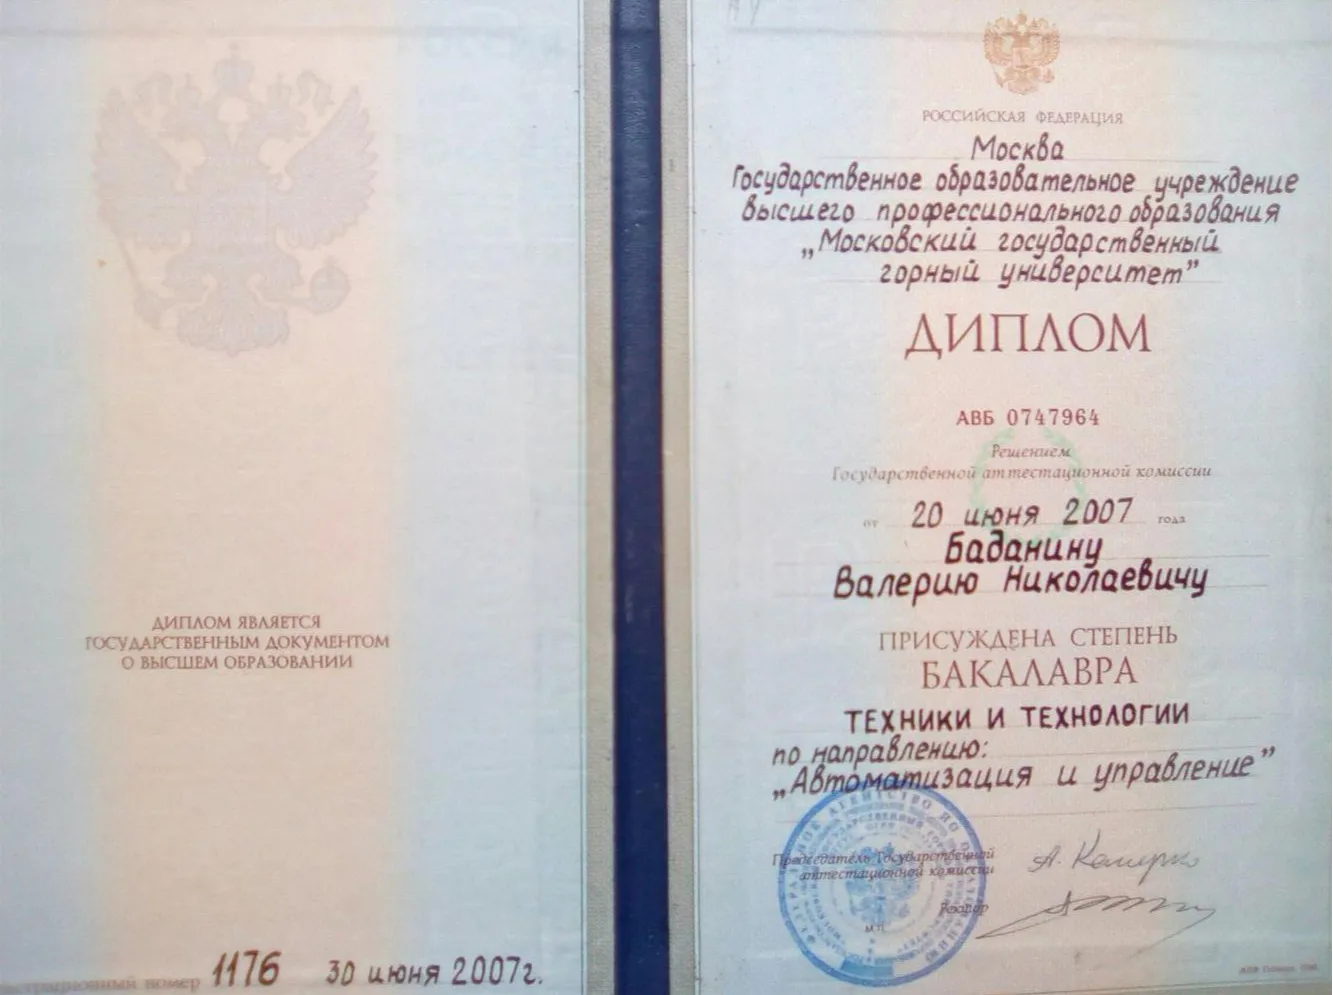 ДИПЛОМ ЯВЛЯЕТСЯ
ГОСУДАРСТВЕННЫМ ДОКУМЕНТОМ
О ВЫСШЕМ ОБРАЗОВАНИИ
номер 1176 30 июня 2007г.
РОССИЙСКАЯ ФЕДЕРАЦИЯ
Москва
Государственное образовательное учреждение
высшего профессионального образования
„Московский государственный
горный университет”
ДИПЛОМ
АВБ 0747964
Решением
Государственной аттестационной комиссии
от 20 июня 2007 года
Баданину
Валерию Николаевичу
ПРИСУЖДЕНА СТЕПЕНЬ
БАКАЛАВРА
ТЕХНИКИ И ТЕХНОЛОГИИ
по направлению:
„Автоматизация и управление”
Председатель Государственной
аттестационной комиссии
Ректор
М.П.